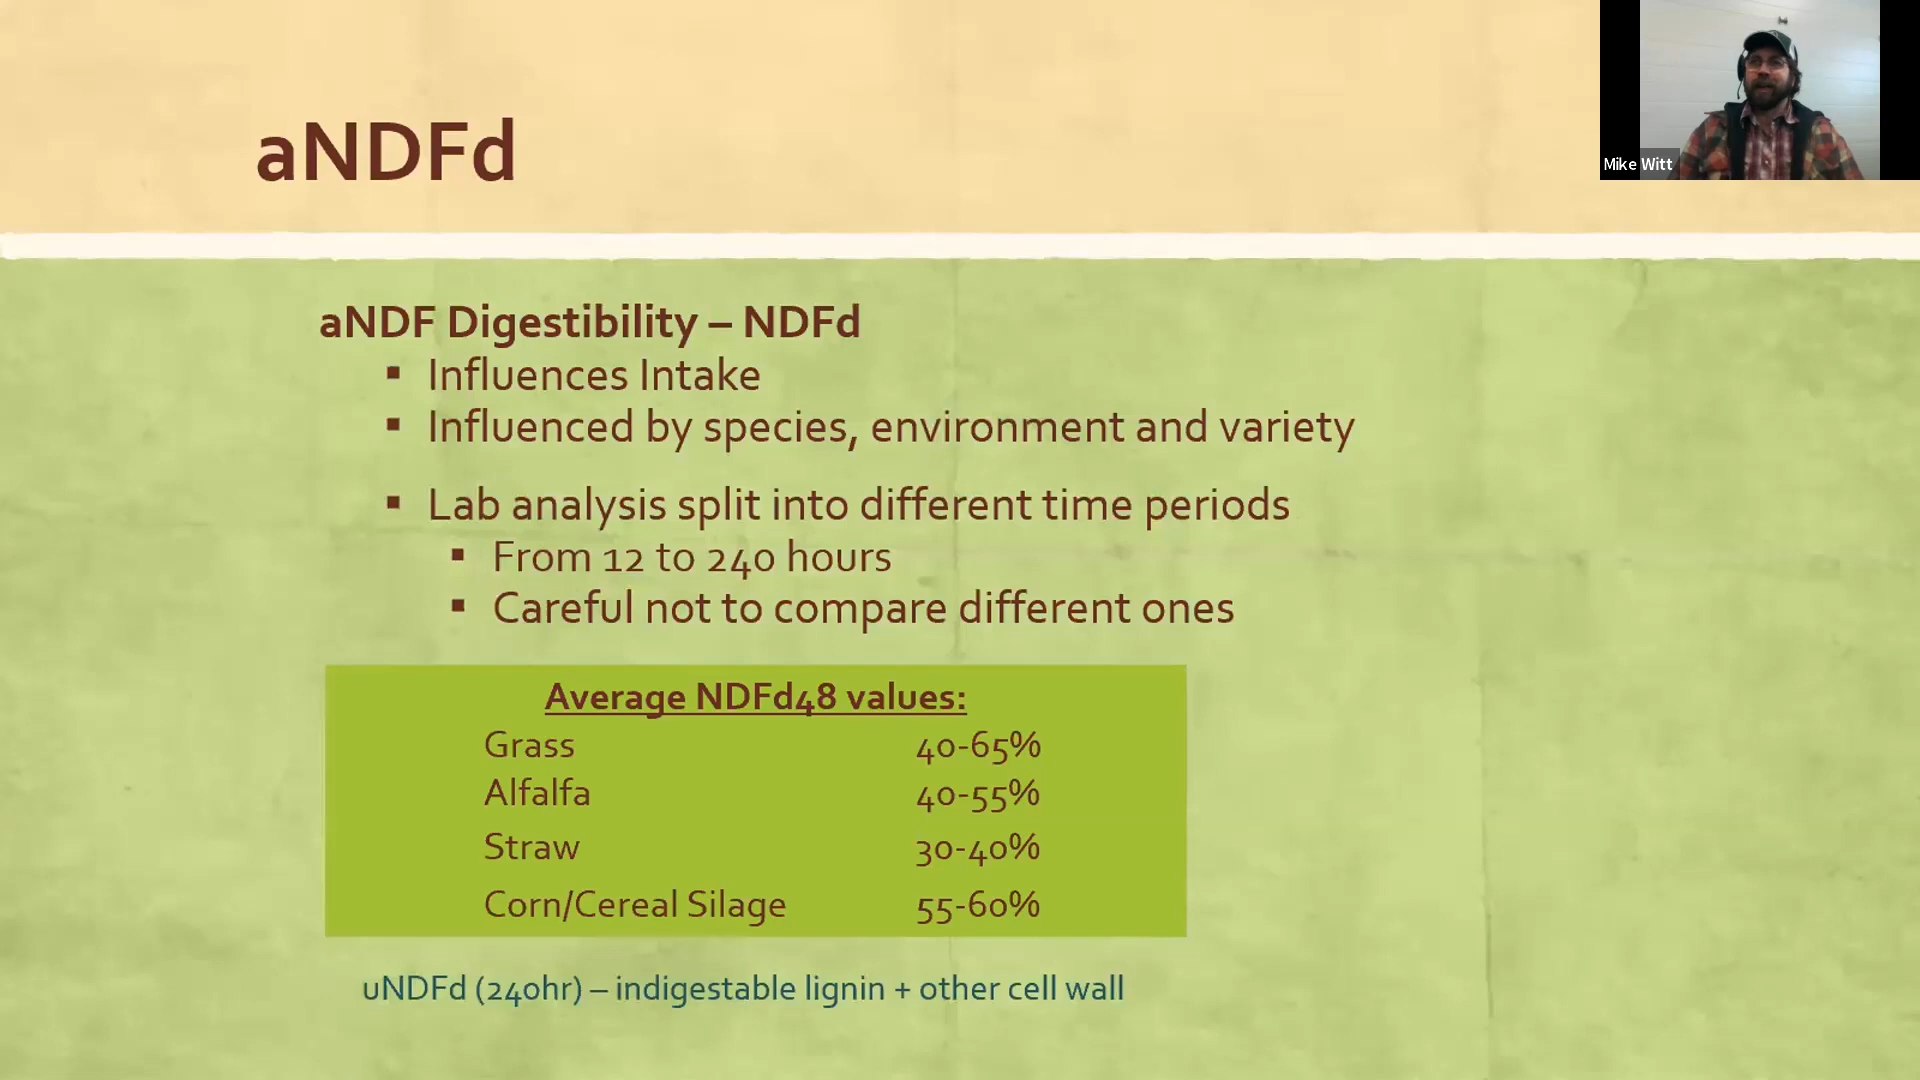 aNDFd
Mike Witt
aNDF Digestibility – NDFd
▪ Influences Intake
▪ Influenced by species, environment and variety
▪ Lab analysis split into different time periods
▪ From 12 to 240 hours
▪ Careful not to compare different ones
Average NDFd48 values:
Grass 40-65%
Alfalfa 40-55%
Straw 30-40%
Corn/Cereal Silage 55-60%
uNDFd (240hr) – indigestable lignin + other cell wall